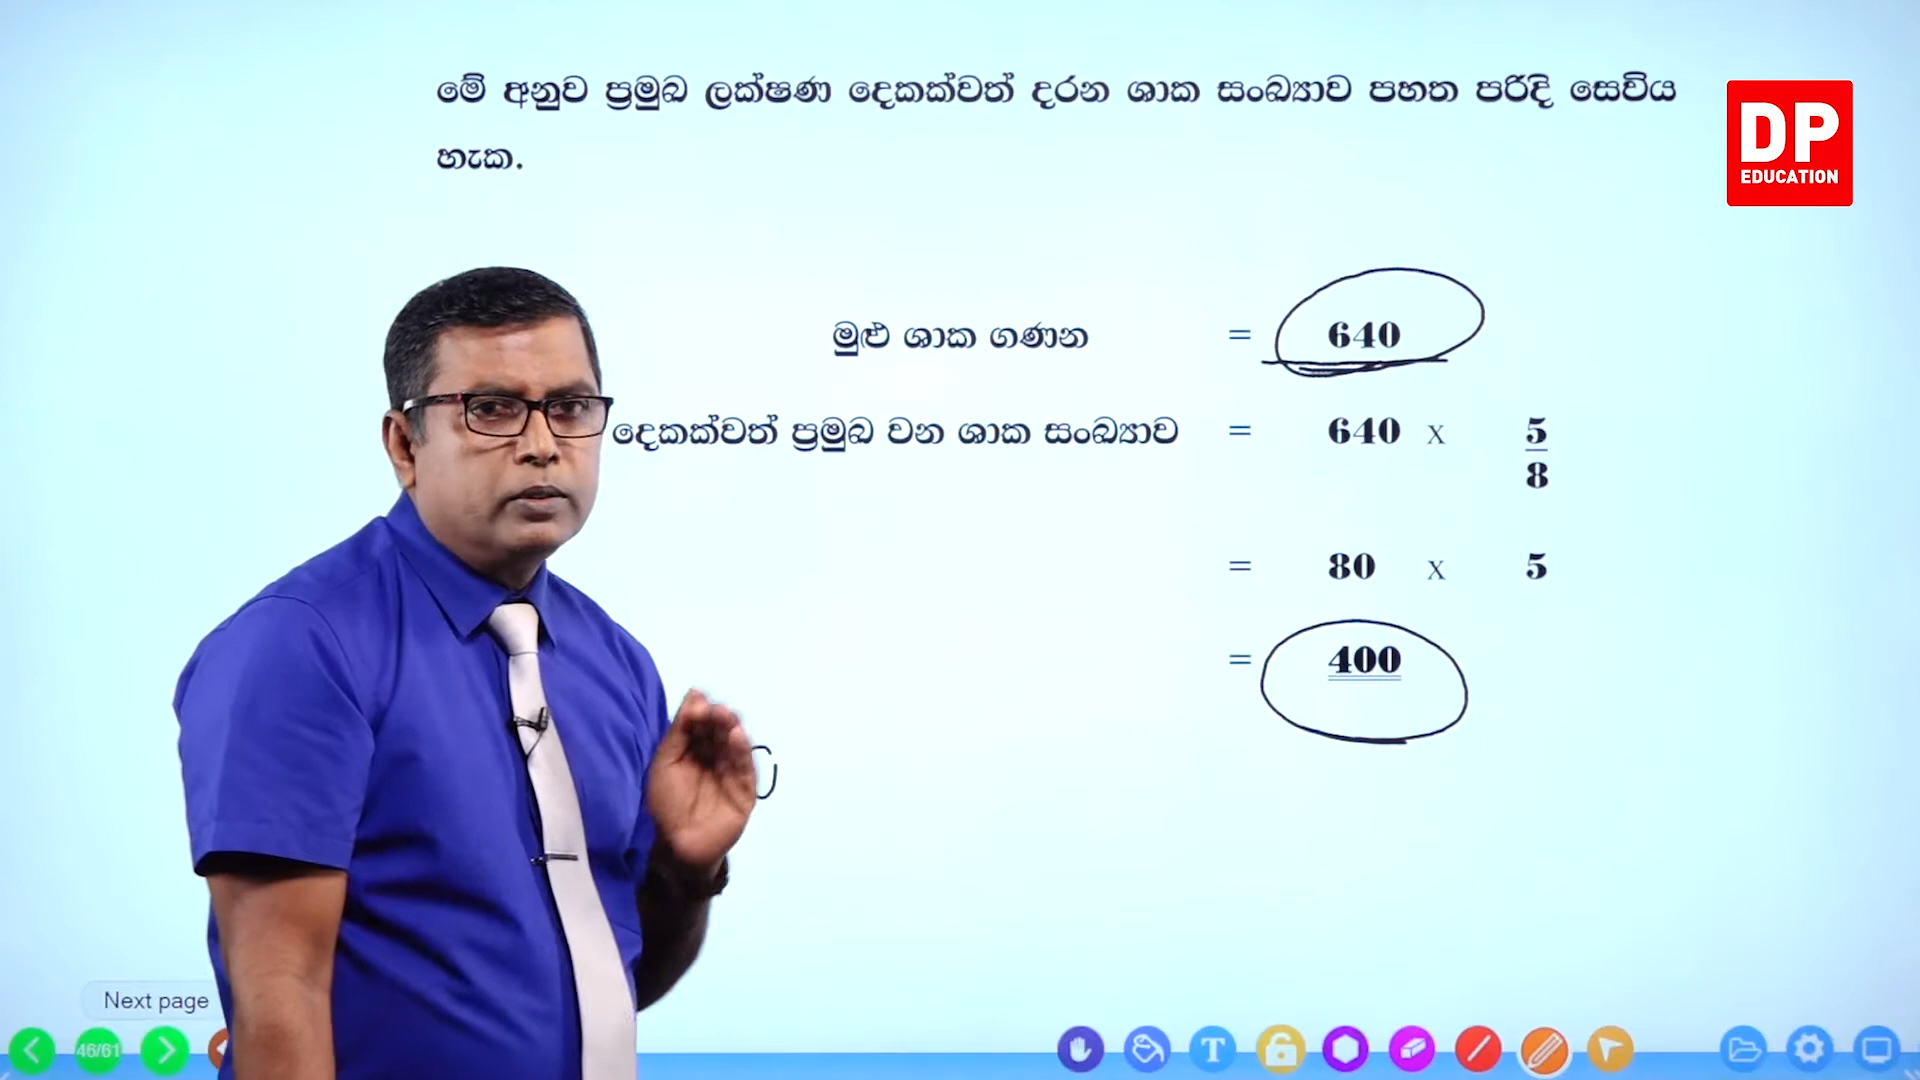 මේ අනුව ප්‍රමුඛ ලක්ෂණ දෙකක්වත් දරන ශාක සංඛ්‍යාව පහත පරිදි සෙවිය
හැක.
DP
EDUCATION
මුළු ශාක ගණන = 640
දෙකක්වත් ප්‍රමුඛ වන ශාක සංඛ්‍යාව = 640 x 5
8
= 80 x 5
= 400
Next page
46/61
T